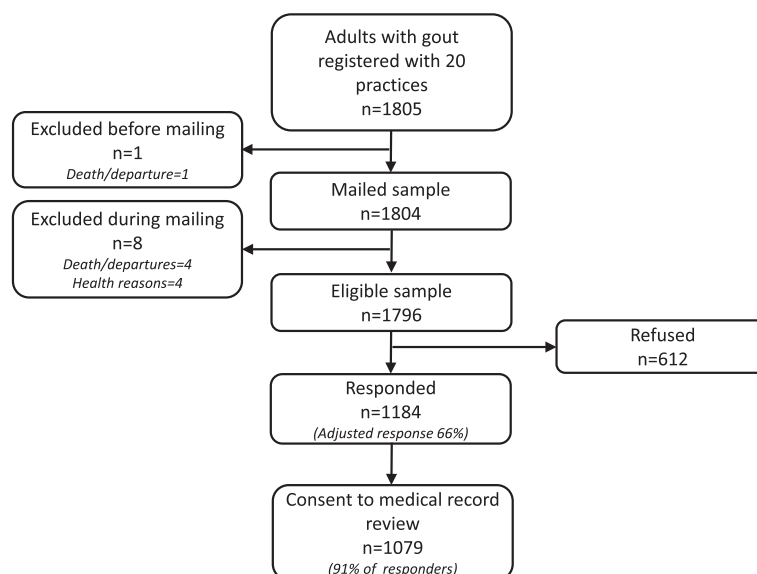 Adults with gout
registered with 20
practices
n=1805
Excluded before mailing
n=1
Death/departure=1
Mailed sample
n=1804
Excluded during mailing
n=8
Death/departures=4
Health reasons=4
Eligible sample
n=1796
Refused
n=612
Responded
n=1184
(Adjusted response 66%)
Consent to medical record
review
n=1079
(91% of responders)